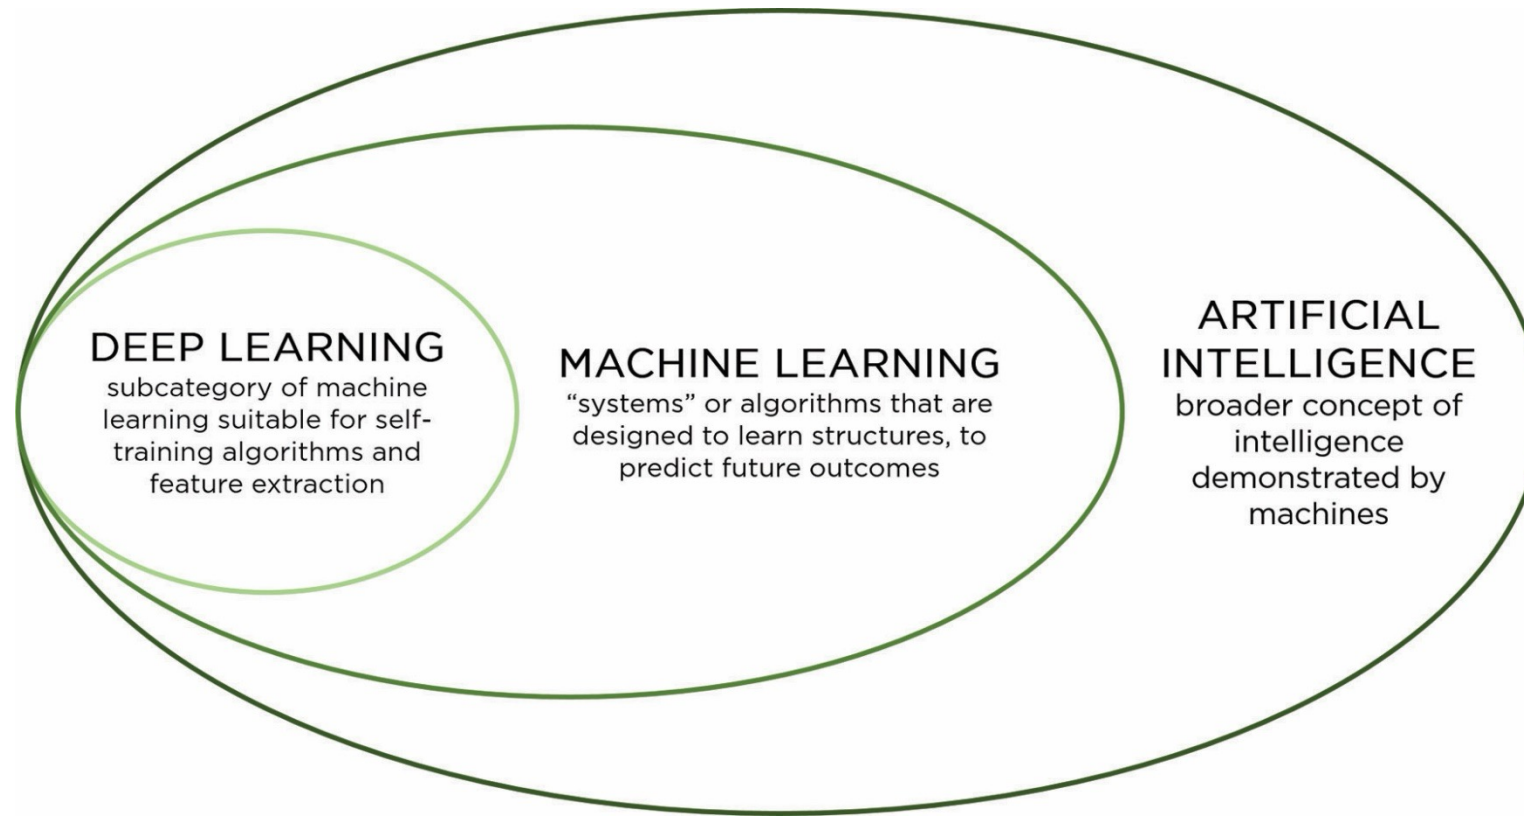 DEEP LEARNING
subcategory of machine
learning suitable for self-
training algorithms and
feature extraction
MACHINE LEARNING
“systems” or algorithms that are
designed to learn structures, to
predict future outcomes
ARTIFICIAL
INTELLIGENCE
broader concept of
intelligence
demonstrated by
machines